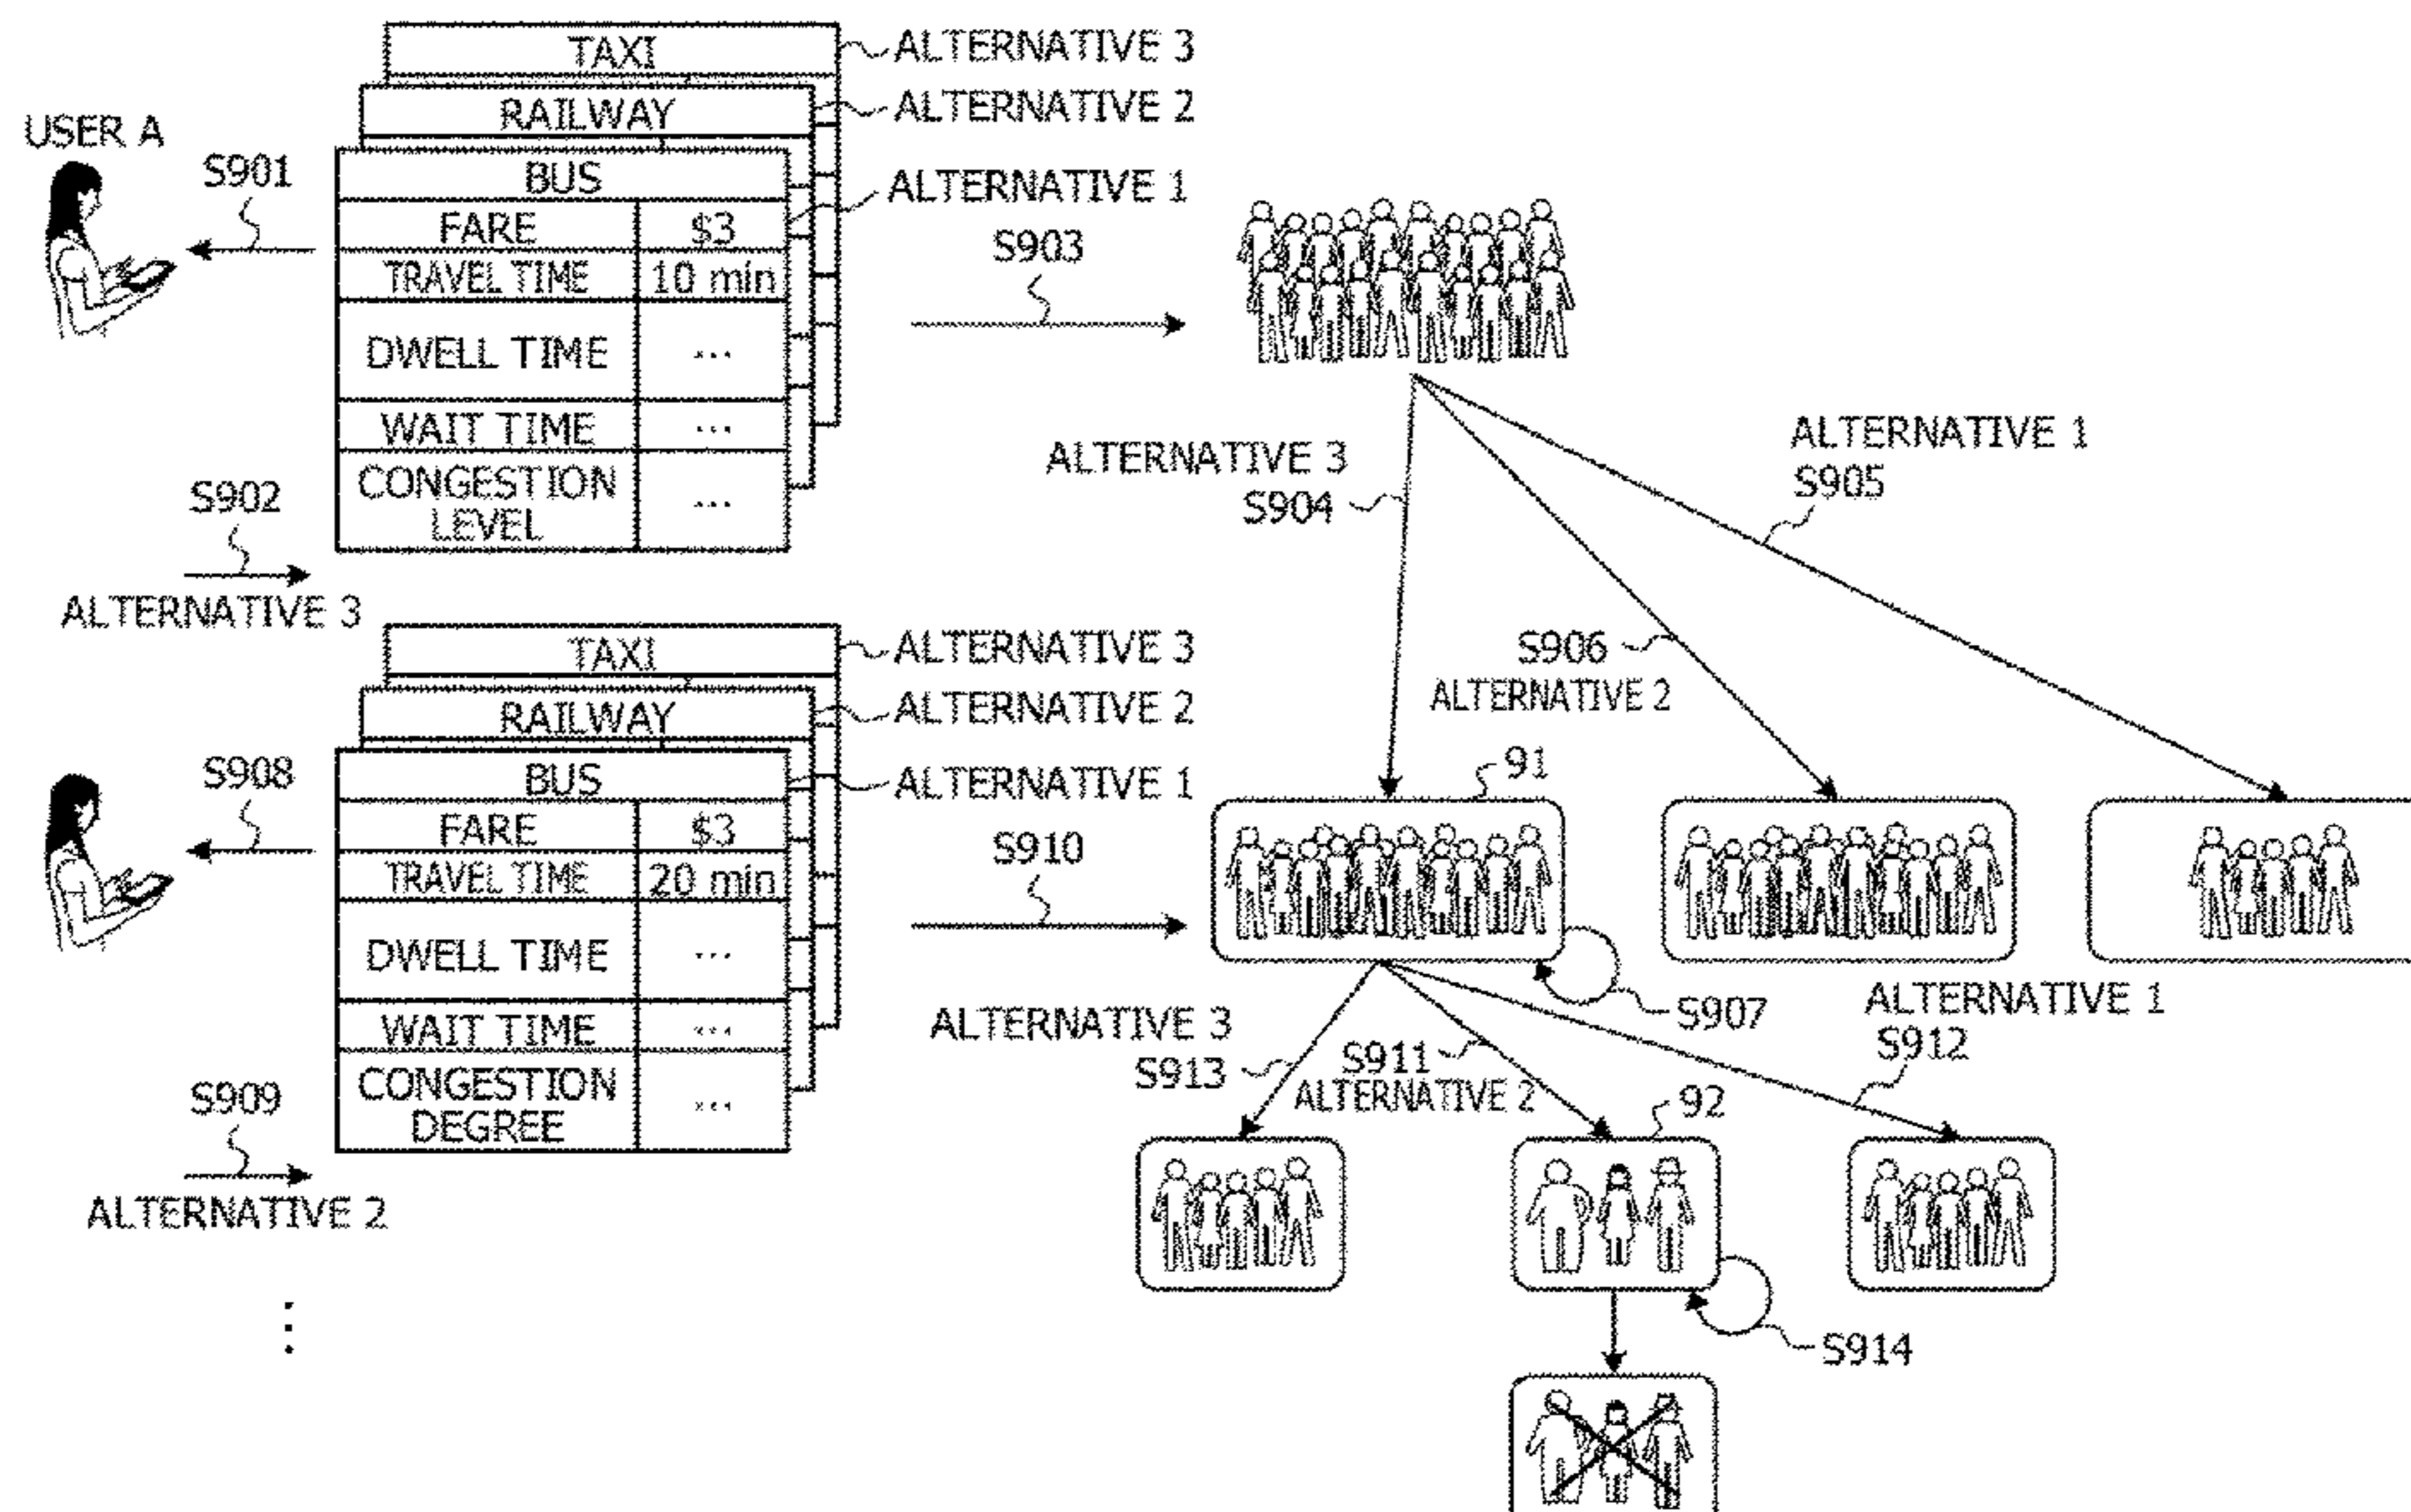 TAXI
ALTERNATIVE 3
RAILWAY
ALTERNATIVE 2
USER A
S901
BUS
ALTERNATIVE 1
FARE
$3
TRAVEL TIME
10 min
S903
DWELL TIME
...
WAIT TIME
...
CONGESTION
LEVEL
...
S902
ALTERNATIVE 3
ALTERNATIVE 3
S904
ALTERNATIVE 1
S905
S906
ALTERNATIVE 2
TAXI
ALTERNATIVE 3
RAILWAY
ALTERNATIVE 2
S908
BUS
ALTERNATIVE 1
FARE
$3
TRAVEL TIME
20 min
S910
91
DWELL TIME
...
WAIT TIME
...
CONGESTION
DEGREE
...
S909
ALTERNATIVE 2
S907
ALTERNATIVE 3
S913
S911
ALTERNATIVE 2
ALTERNATIVE 1
S912
92
S914